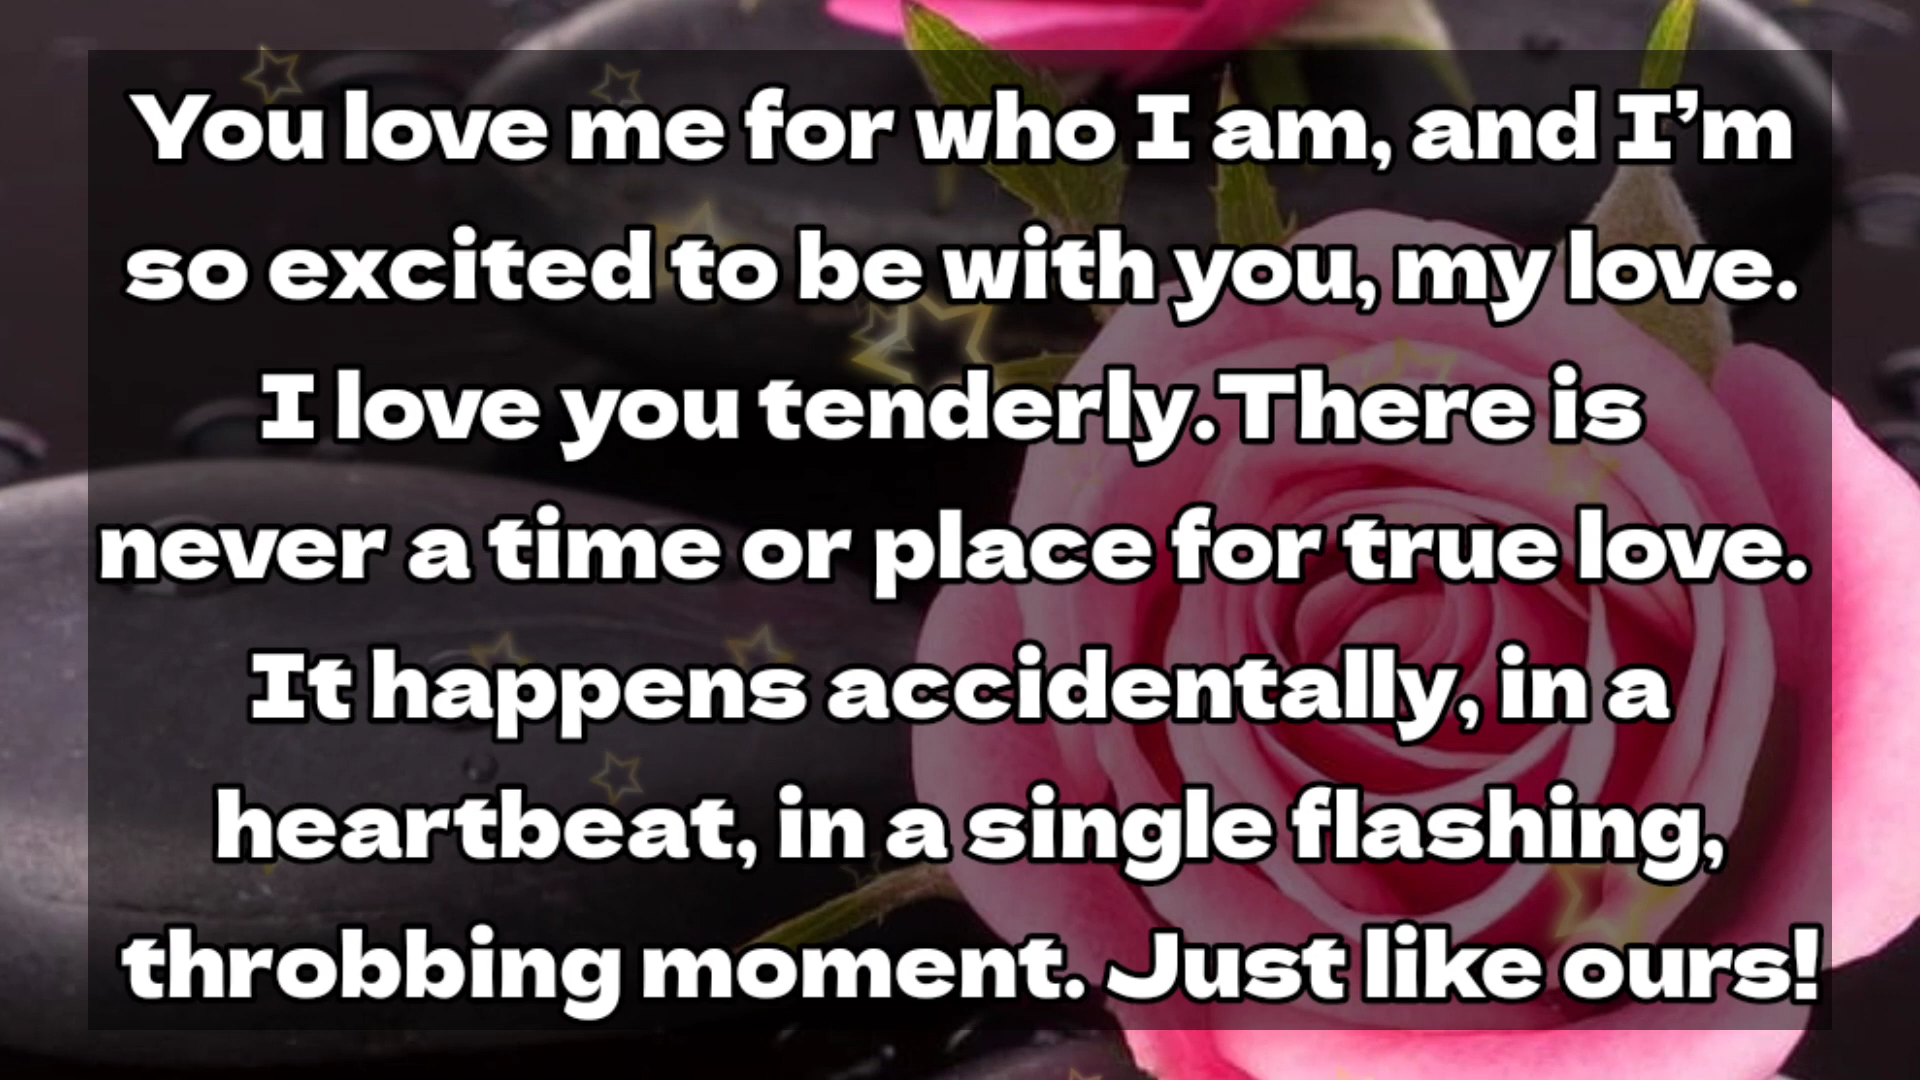 You love me for who I am, and I’m
so excited to be with you, my love.
I love you tenderly.There is
never a time or place for true love.
It happens accidentally, in a
heartbeat, in a single flashing,
throbbing moment. Just like ours!